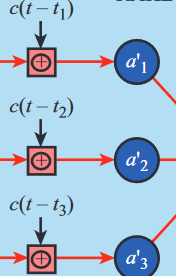 c(t – t₁)
⊕ a'₁
c(t – t₂)
⊕ a'₂
c(t – t₃)
⊕ a'₃